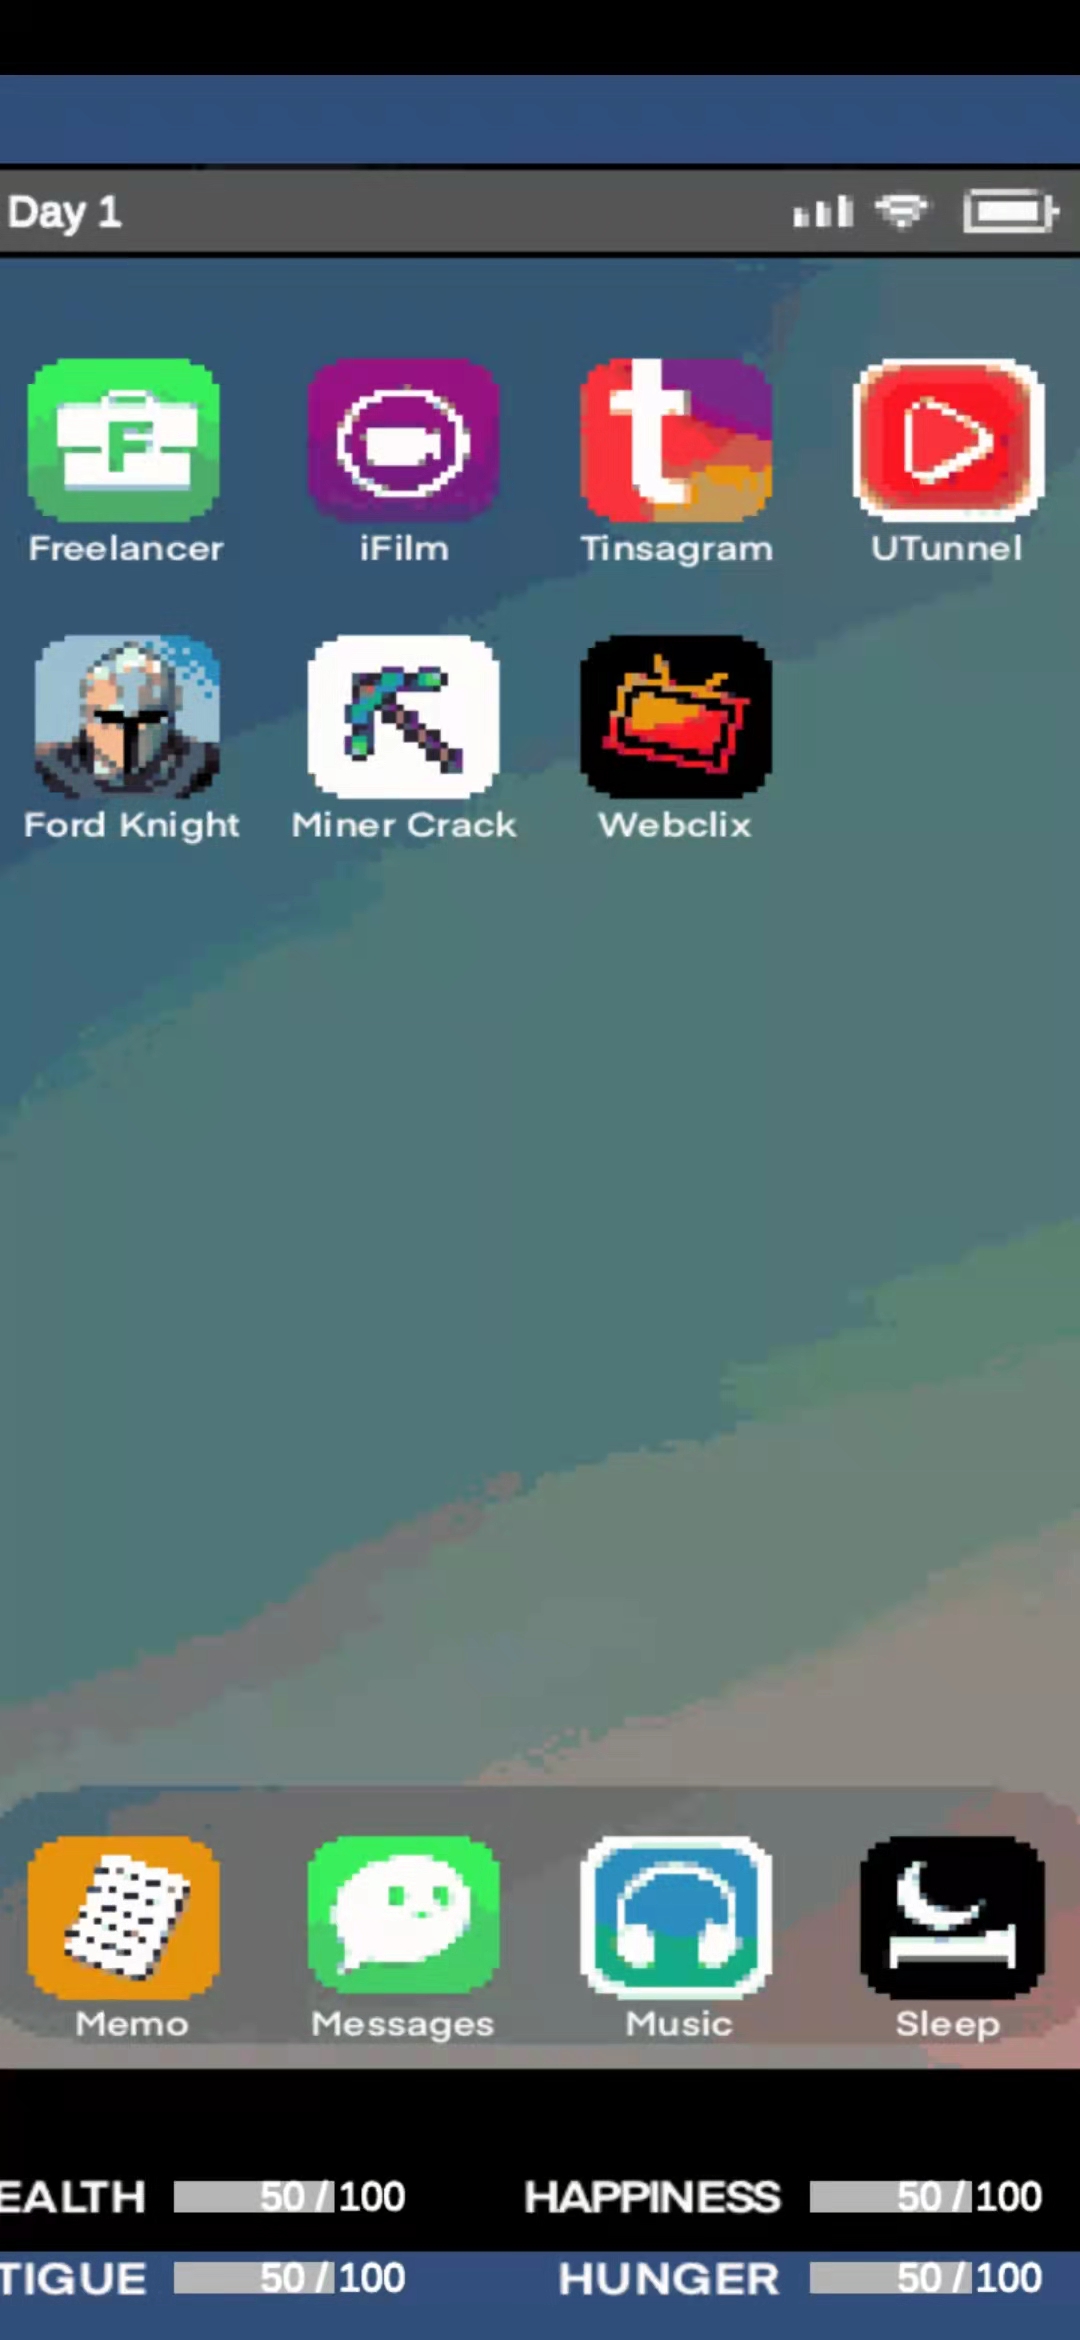 Day 1
Freelancer iFilm Tinsagram UTunnel
Ford Knight Miner Crack Webclix
Memo Messages Music Sleep
EALTH 50 / 100 HAPPINESS 50 / 100
TIGUE 50 / 100 HUNGER 50 / 100